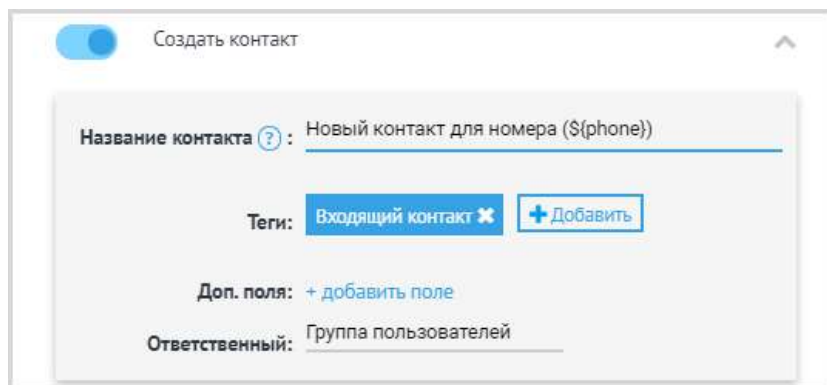 Создать контакт
Название контакта ? : Новый контакт для номера (${phone})
Теги: Входящий контакт ✖ + Добавить
Доп. поля: + добавить поле
Ответственный: Группа пользователей